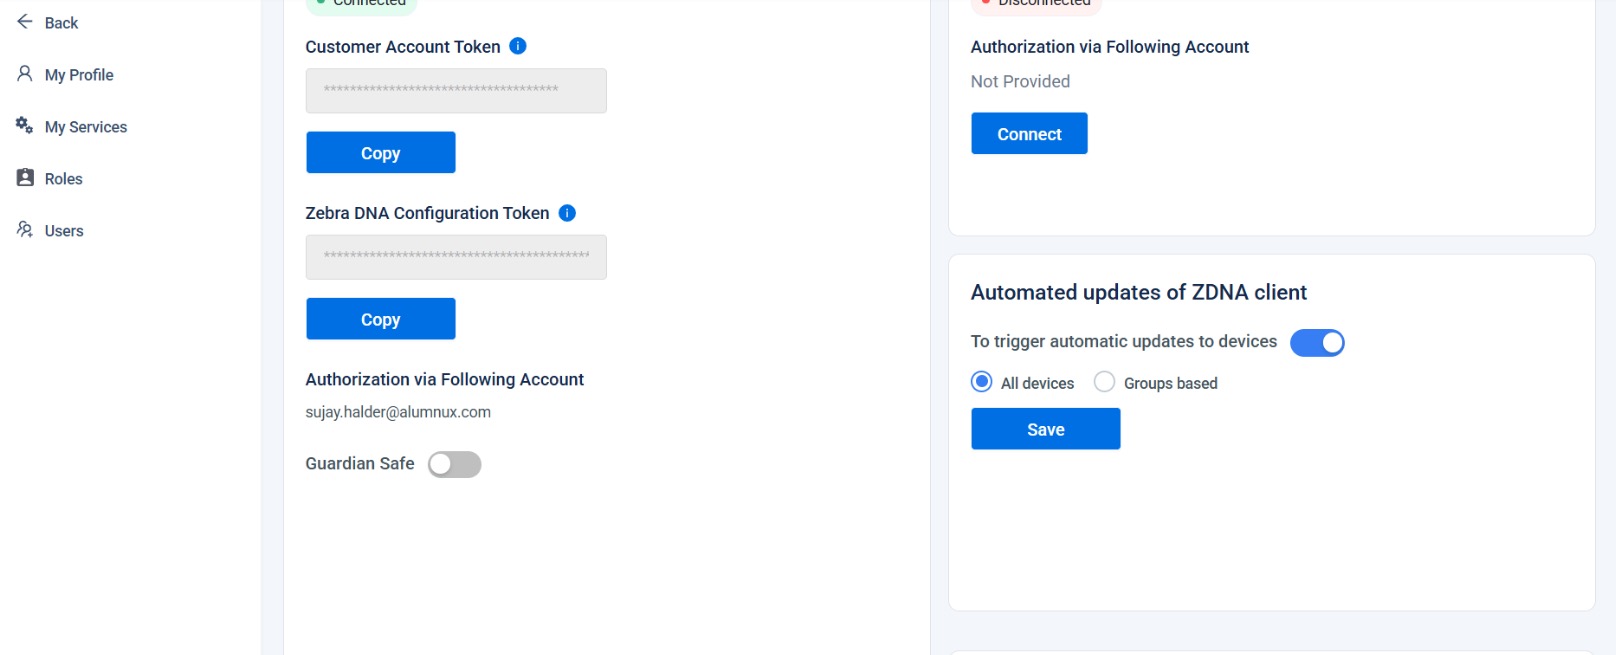 Back
My Profile
My Services
Roles
Users
Connected
Customer Account Token
************************************
Copy
Zebra DNA Configuration Token
*****************************************
Copy
Authorization via Following Account
sujay.halder@alumnux.com
Guardian Safe
Disconnected
Authorization via Following Account
Not Provided
Connect
Automated updates of ZDNA client
To trigger automatic updates to devices
All devices
Groups based
Save